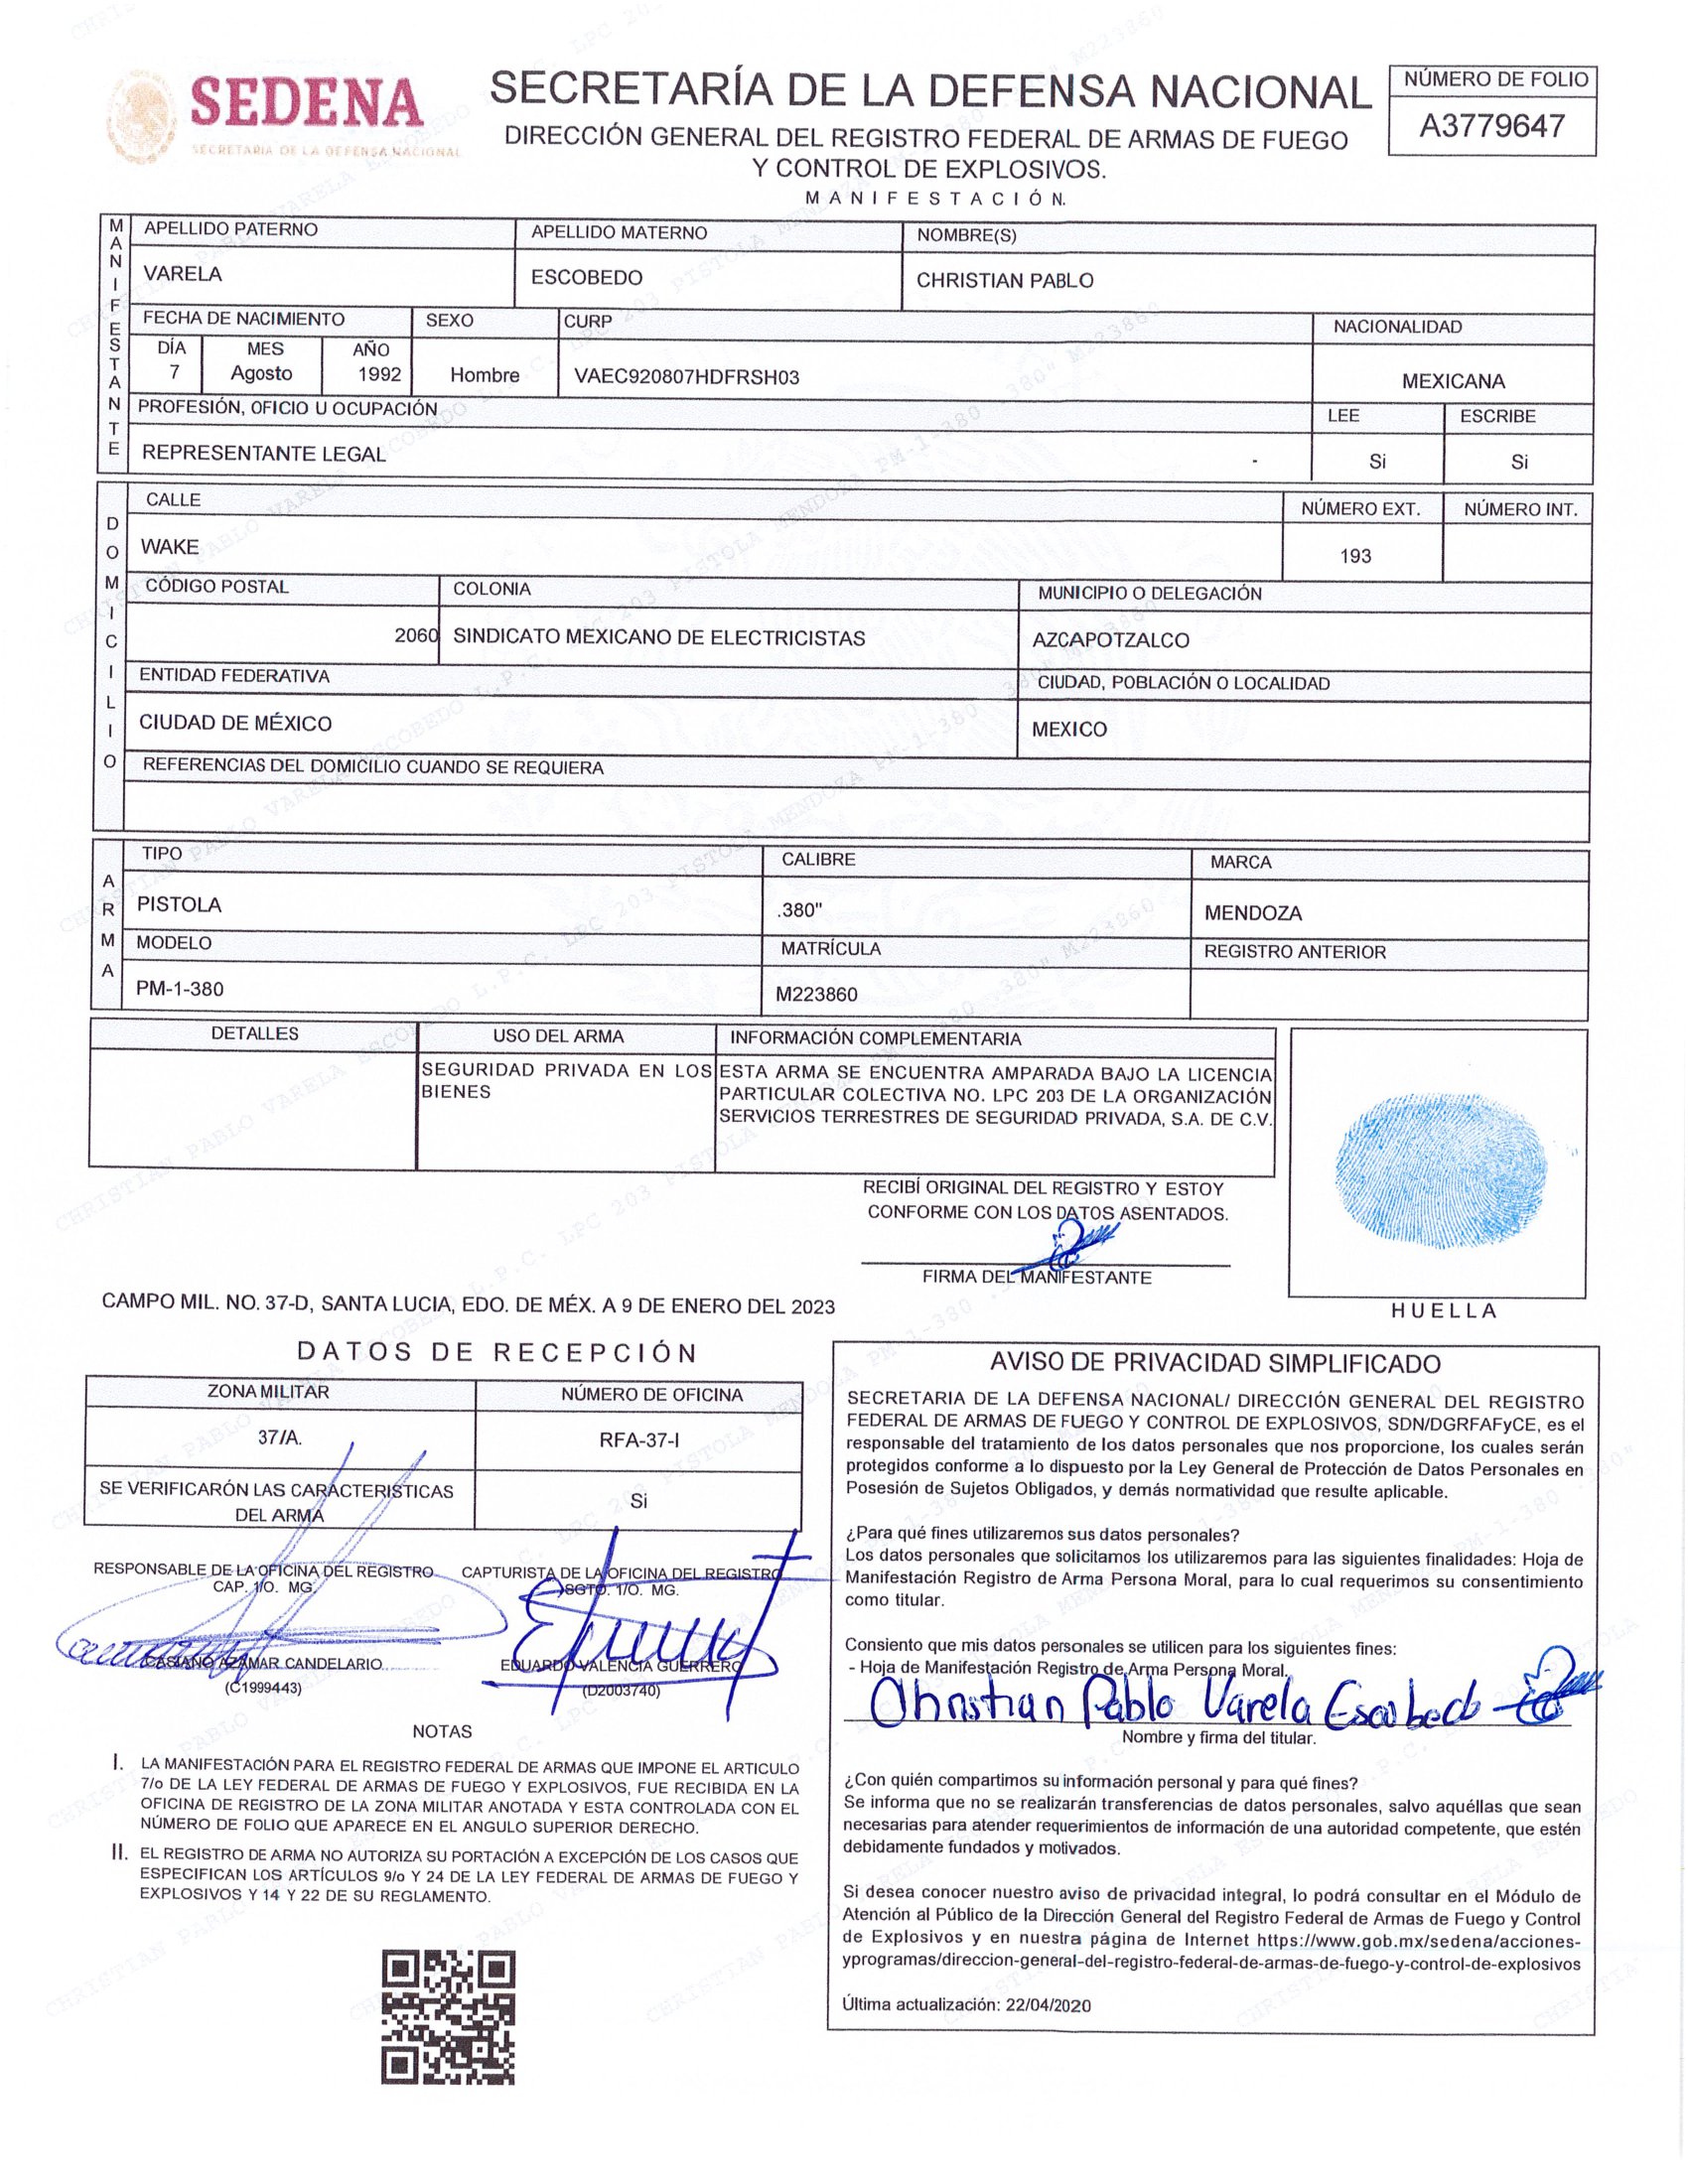 SEDENA
SECRETARÍA DE LA DEFENSA NACIONAL
SECRETARÍA DE LA DEFENSA NACIONAL
DIRECCIÓN GENERAL DEL REGISTRO FEDERAL DE ARMAS DE FUEGO
Y CONTROL DE EXPLOSIVOS.
MANIFESTACIÓN.
NÚMERO DE FOLIO
A3779647
MANIFESTANTE
APELLIDO PATERNO APELLIDO MATERNO NOMBRE(S)
VARELA ESCOBEDO CHRISTIAN PABLO
FECHA DE NACIMIENTO SEXO CURP NACIONALIDAD
DÍA MES AÑO
7 Agosto 1992 Hombre VAEC920807HDFRSH03 MEXICANA
PROFESIÓN, OFICIO U OCUPACIÓN LEE ESCRIBE
REPRESENTANTE LEGAL - Si Si
DOMICILIO
CALLE NÚMERO EXT. NÚMERO INT.
WAKE 193
CÓDIGO POSTAL COLONIA MUNICIPIO O DELEGACIÓN
2060 SINDICATO MEXICANO DE ELECTRICISTAS AZCAPOTZALCO
ENTIDAD FEDERATIVA CIUDAD, POBLACIÓN O LOCALIDAD
CIUDAD DE MÉXICO MEXICO
REFERENCIAS DEL DOMICILIO CUANDO SE REQUIERA
ARMA
TIPO CALIBRE MARCA
PISTOLA .380" MENDOZA
MODELO MATRÍCULA REGISTRO ANTERIOR
PM-1-380 M223860
DETALLES USO DEL ARMA INFORMACIÓN COMPLEMENTARIA
SEGURIDAD PRIVADA EN LOS BIENES
ESTA ARMA SE ENCUENTRA AMPARADA BAJO LA LICENCIA
PARTICULAR COLECTIVA NO. LPC 203 DE LA ORGANIZACIÓN
SERVICIOS TERRESTRES DE SEGURIDAD PRIVADA, S.A. DE C.V.
RECIBÍ ORIGINAL DEL REGISTRO Y ESTOY
CONFORME CON LOS DATOS ASENTADOS.
FIRMA DEL MANIFESTANTE
HUELLA
CAMPO MIL. NO. 37-D, SANTA LUCIA, EDO. DE MÉX. A 9 DE ENERO DEL 2023
DATOS DE RECEPCIÓN
ZONA MILITAR NÚMERO DE OFICINA
37/A. RFA-37-I
SE VERIFICARÓN LAS CARACTERISTICAS
DEL ARMA
Si
RESPONSABLE DE LA OFICINA DEL REGISTRO
CAP. 1/O. MG.
CASIANO AZAMAR CANDELARIO
(C1999443)
CAPTURISTA DE LA OFICINA DEL REGISTRO
SGTO. 1/O. MG.
EDUARDO VALENCIA GUERRERO
(D2003740)
NOTAS
I. LA MANIFESTACIÓN PARA EL REGISTRO FEDERAL DE ARMAS QUE IMPONE EL ARTICULO
7/o DE LA LEY FEDERAL DE ARMAS DE FUEGO Y EXPLOSIVOS, FUE RECIBIDA EN LA
OFICINA DE REGISTRO DE LA ZONA MILITAR ANOTADA Y ESTA CONTROLADA CON EL
NÚMERO DE FOLIO QUE APARECE EN EL ANGULO SUPERIOR DERECHO.
II. EL REGISTRO DE ARMA NO AUTORIZA SU PORTACIÓN A EXCEPCIÓN DE LOS CASOS QUE
ESPECIFICAN LOS ARTÍCULOS 9/o Y 24 DE LA LEY FEDERAL DE ARMAS DE FUEGO Y
EXPLOSIVOS Y 14 Y 22 DE SU REGLAMENTO.
AVISO DE PRIVACIDAD SIMPLIFICADO
SECRETARIA DE LA DEFENSA NACIONAL/ DIRECCIÓN GENERAL DEL REGISTRO
FEDERAL DE ARMAS DE FUEGO Y CONTROL DE EXPLOSIVOS, SDN/DGRFAFyCE, es el
responsable del tratamiento de los datos personales que nos proporcione, los cuales serán
protegidos conforme a lo dispuesto por la Ley General de Protección de Datos Personales en
Posesión de Sujetos Obligados, y demás normatividad que resulte aplicable.
¿Para qué fines utilizaremos sus datos personales?
Los datos personales que solicitamos los utilizaremos para las siguientes finalidades: Hoja de
Manifestación Registro de Arma Persona Moral, para lo cual requerimos su consentimiento
como titular.
Consiento que mis datos personales se utilicen para los siguientes fines:
- Hoja de Manifestación Registro de Arma Persona Moral.
Christian Pablo Varela Escobedo
Nombre y firma del titular.
¿Con quién compartimos su información personal y para qué fines?
Se informa que no se realizarán transferencias de datos personales, salvo aquéllas que sean
necesarias para atender requerimientos de información de una autoridad competente, que estén
debidamente fundados y motivados.
Si desea conocer nuestro aviso de privacidad integral, lo podrá consultar en el Módulo de
Atención al Público de la Dirección General del Registro Federal de Armas de Fuego y Control
de Explosivos y en nuestra página de Internet https://www.gob.mx/sedena/acciones-
yprogramas/direccion-general-del-registro-federal-de-armas-de-fuego-y-control-de-explosivos
Última actualización: 22/04/2020